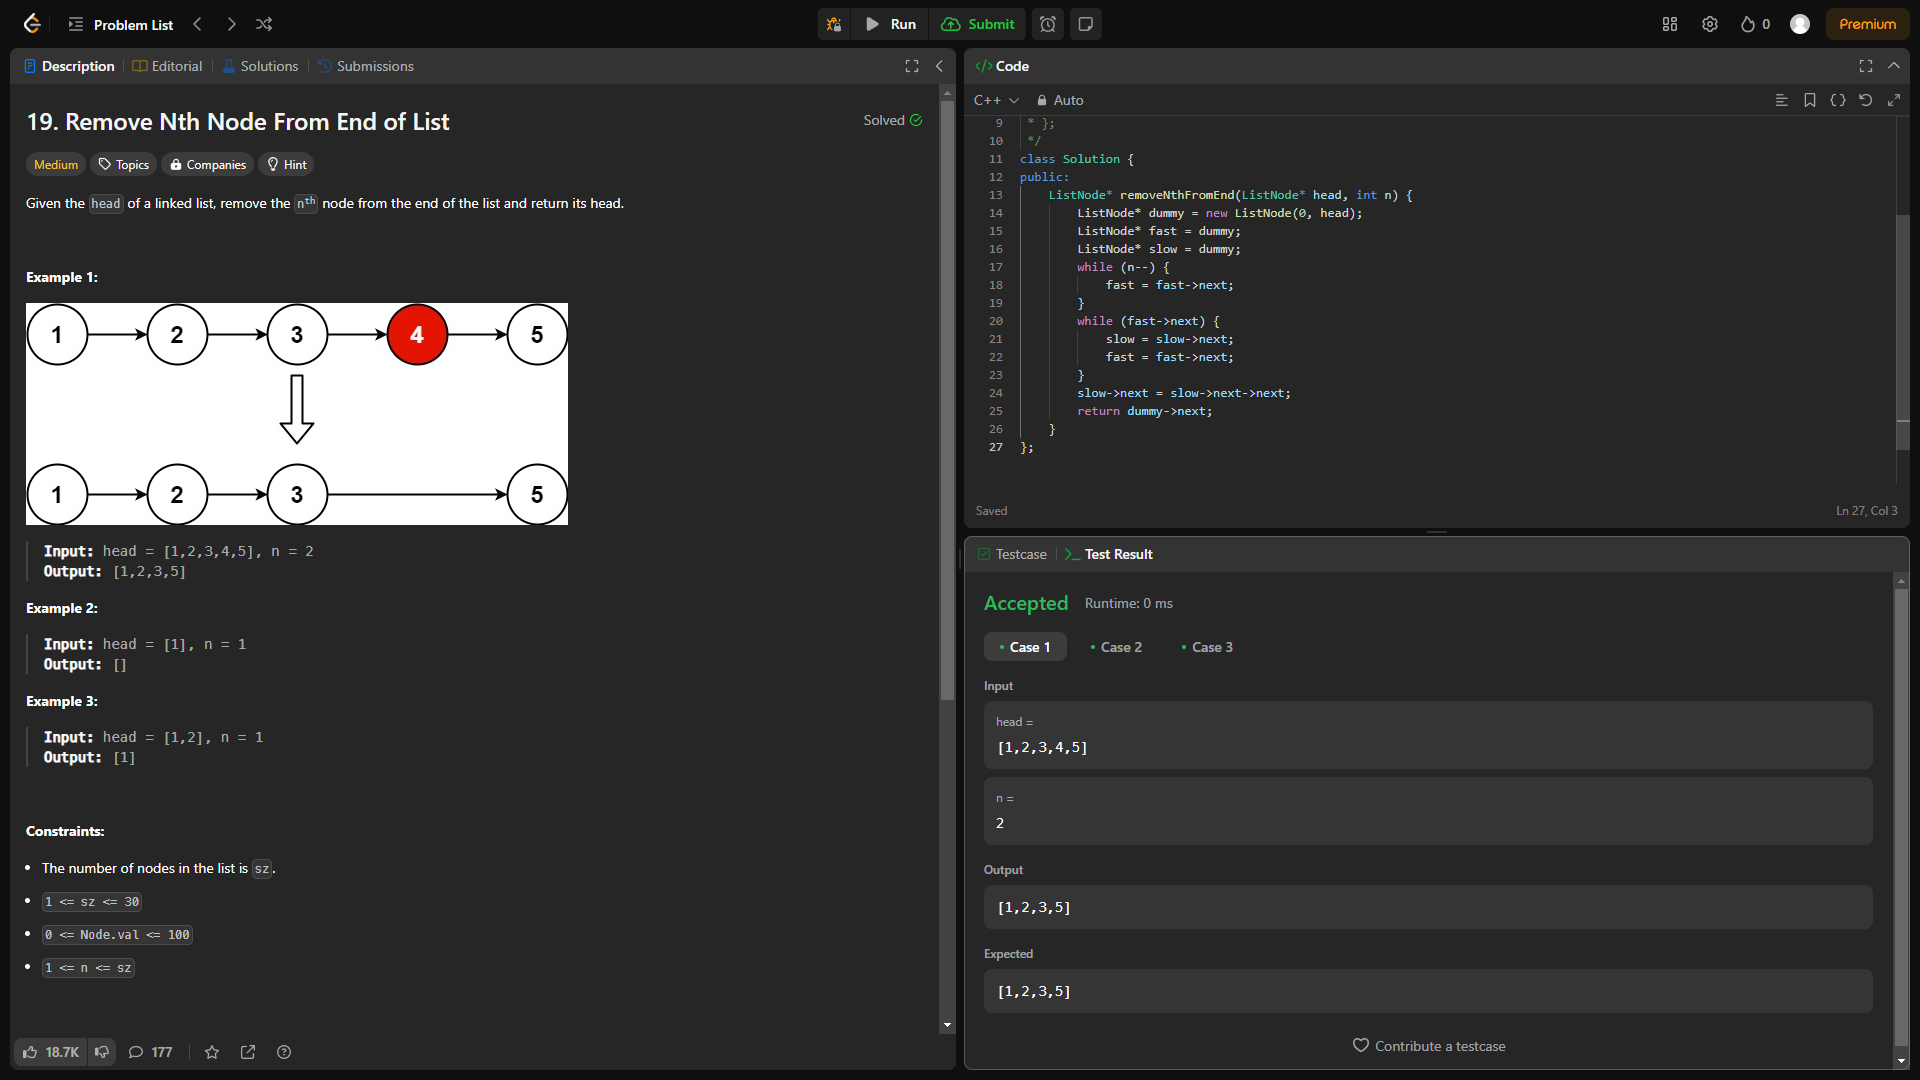 Problem List
Run
Submit
0
Premium
Description
Editorial
Solutions
Submissions
19. Remove Nth Node From End of List
Solved
Medium
Topics
Companies
Hint
Given the head of a linked list, remove the nth node from the end of the list and return its head.
Example 1:
1 2 3 4 5
1 2 3 5
Input: head = [1,2,3,4,5], n = 2
Output: [1,2,3,5]
Example 2:
Input: head = [1], n = 1
Output: []
Example 3:
Input: head = [1,2], n = 1
Output: [1]
Constraints:
• The number of nodes in the list is sz.
• 1 <= sz <= 30
• 0 <= Node.val <= 100
• 1 <= n <= sz
18.7K
177
</> Code
C++
Auto
9 * };
10 */
11 class Solution {
12 public:
13 ListNode* removeNthFromEnd(ListNode* head, int n) {
14 ListNode* dummy = new ListNode(0, head);
15 ListNode* fast = dummy;
16 ListNode* slow = dummy;
17 while (n--) {
18 fast = fast->next;
19 }
20 while (fast->next) {
21 slow = slow->next;
22 fast = fast->next;
23 }
24 slow->next = slow->next->next;
25 return dummy->next;
26 }
27 };
Saved
Ln 27, Col 3
Testcase
>_ Test Result
Accepted
Runtime: 0 ms
• Case 1
• Case 2
• Case 3
Input
head =
[1,2,3,4,5]
n =
2
Output
[1,2,3,5]
Expected
[1,2,3,5]
Contribute a testcase